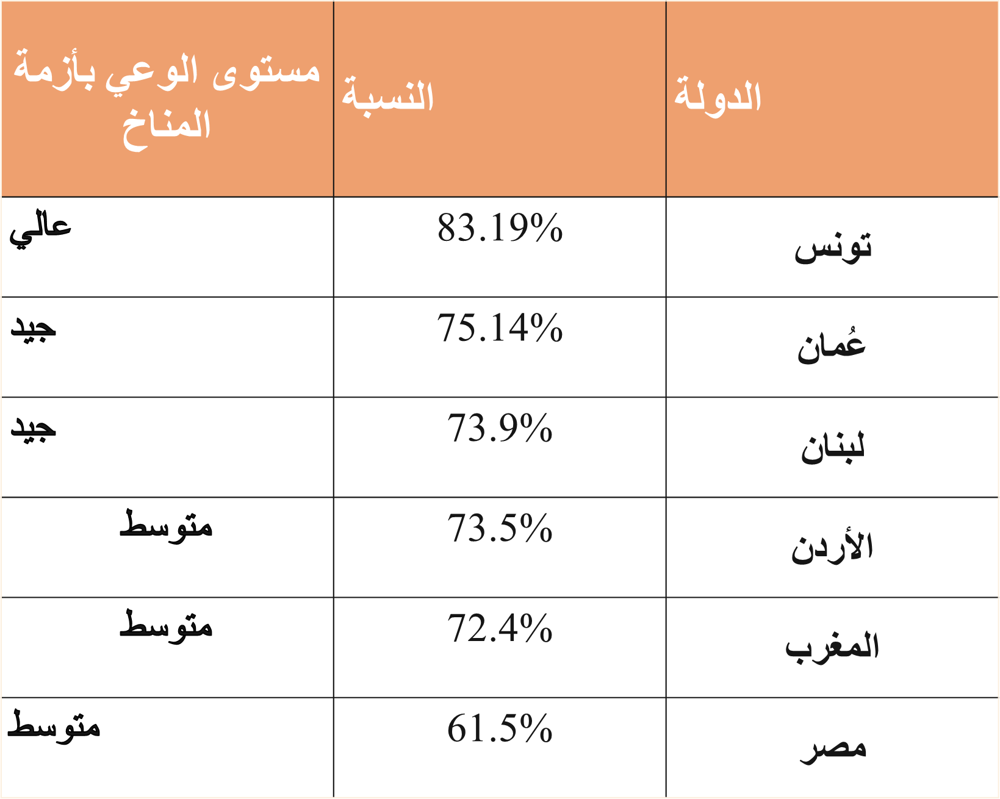 الدولة
النسبة
مستوى الوعي بأزمة
المناخ
تونس
83.19%
عالي
عُمان
75.14%
جيد
لبنان
73.9%
جيد
الأردن
73.5%
متوسط
المغرب
72.4%
متوسط
مصر
61.5%
متوسط